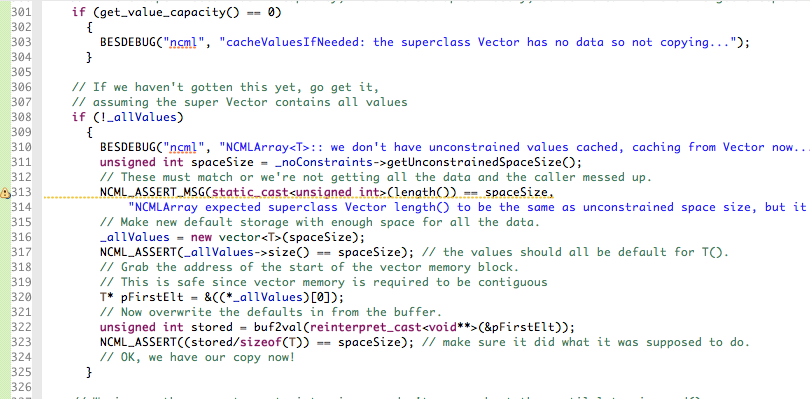 301 if (get_value_capacity() == 0)
302 {
303 BESDEBUG("ncml", "cacheValuesIfNeeded: the superclass Vector has no data so not copying...");
304 }
305
306 // If we haven't gotten this yet, go get it,
307 // assuming the super Vector contains all values
308 if (!_allValues)
309 {
310 BESDEBUG("ncml", "NCMLArray<T>:: we don't have unconstrained values cached, caching from Vector now...
311 unsigned int spaceSize = _noConstraints->getUnconstrainedSpaceSize();
312 // These must match or we're not getting all the data and the caller messed up.
313 NCML_ASSERT_MSG(static_cast<unsigned int>(length()) == spaceSize,
314 "NCMLArray expected superclass Vector length() to be the same as unconstrained space size, but it
315 // Make new default storage with enough space for all the data.
316 _allValues = new vector<T>(spaceSize);
317 NCML_ASSERT(_allValues->size() == spaceSize); // the values should all be default for T().
318 // Grab the address of the start of the vector memory block.
319 // This is safe since vector memory is required to be contiguous
320 T* pFirstElt = &((*_allValues)[0]);
321 // Now overwrite the defaults in from the buffer.
322 unsigned int stored = buf2val(reinterpret_cast<void**>(&pFirstElt));
323 NCML_ASSERT((stored/sizeof(T)) == spaceSize); // make sure it did what it was supposed to do.
324 // OK, we have our copy now!
325 }
326